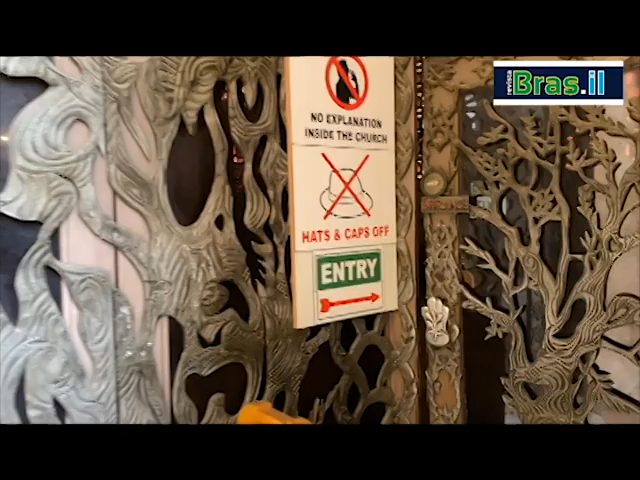 revista
Bras.il
NO EXPLANATION
INSIDE THE CHURCH
HATS & CAPS OFF
ENTRY